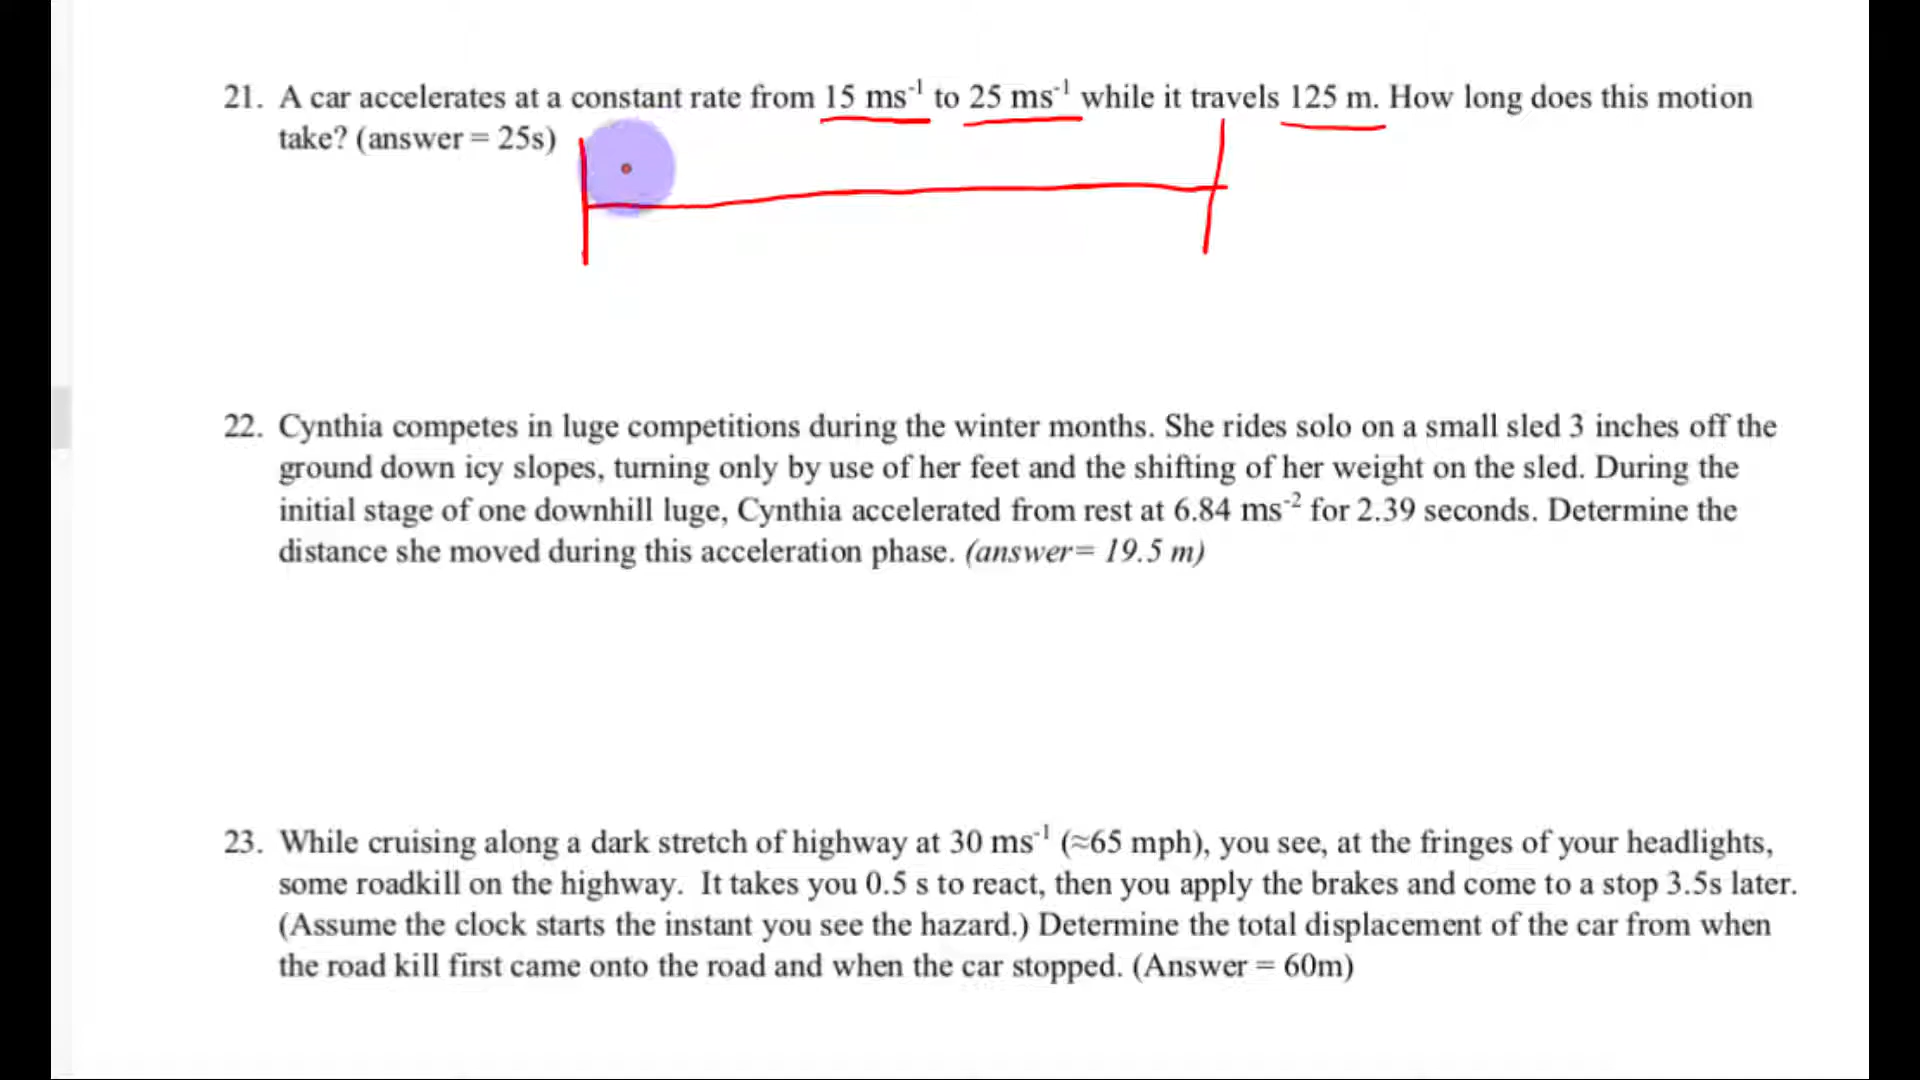 21. A car accelerates at a constant rate from 15 ms⁻¹ to 25 ms⁻¹ while it travels 125 m. How long does this motion
take? (answer = 25s)
22. Cynthia competes in luge competitions during the winter months. She rides solo on a small sled 3 inches off the
ground down icy slopes, turning only by use of her feet and the shifting of her weight on the sled. During the
initial stage of one downhill luge, Cynthia accelerated from rest at 6.84 ms⁻² for 2.39 seconds. Determine the
distance she moved during this acceleration phase. (answer= 19.5 m)
23. While cruising along a dark stretch of highway at 30 ms⁻¹ (≈65 mph), you see, at the fringes of your headlights,
some roadkill on the highway. It takes you 0.5 s to react, then you apply the brakes and come to a stop 3.5s later.
(Assume the clock starts the instant you see the hazard.) Determine the total displacement of the car from when
the road kill first came onto the road and when the car stopped. (Answer = 60m)